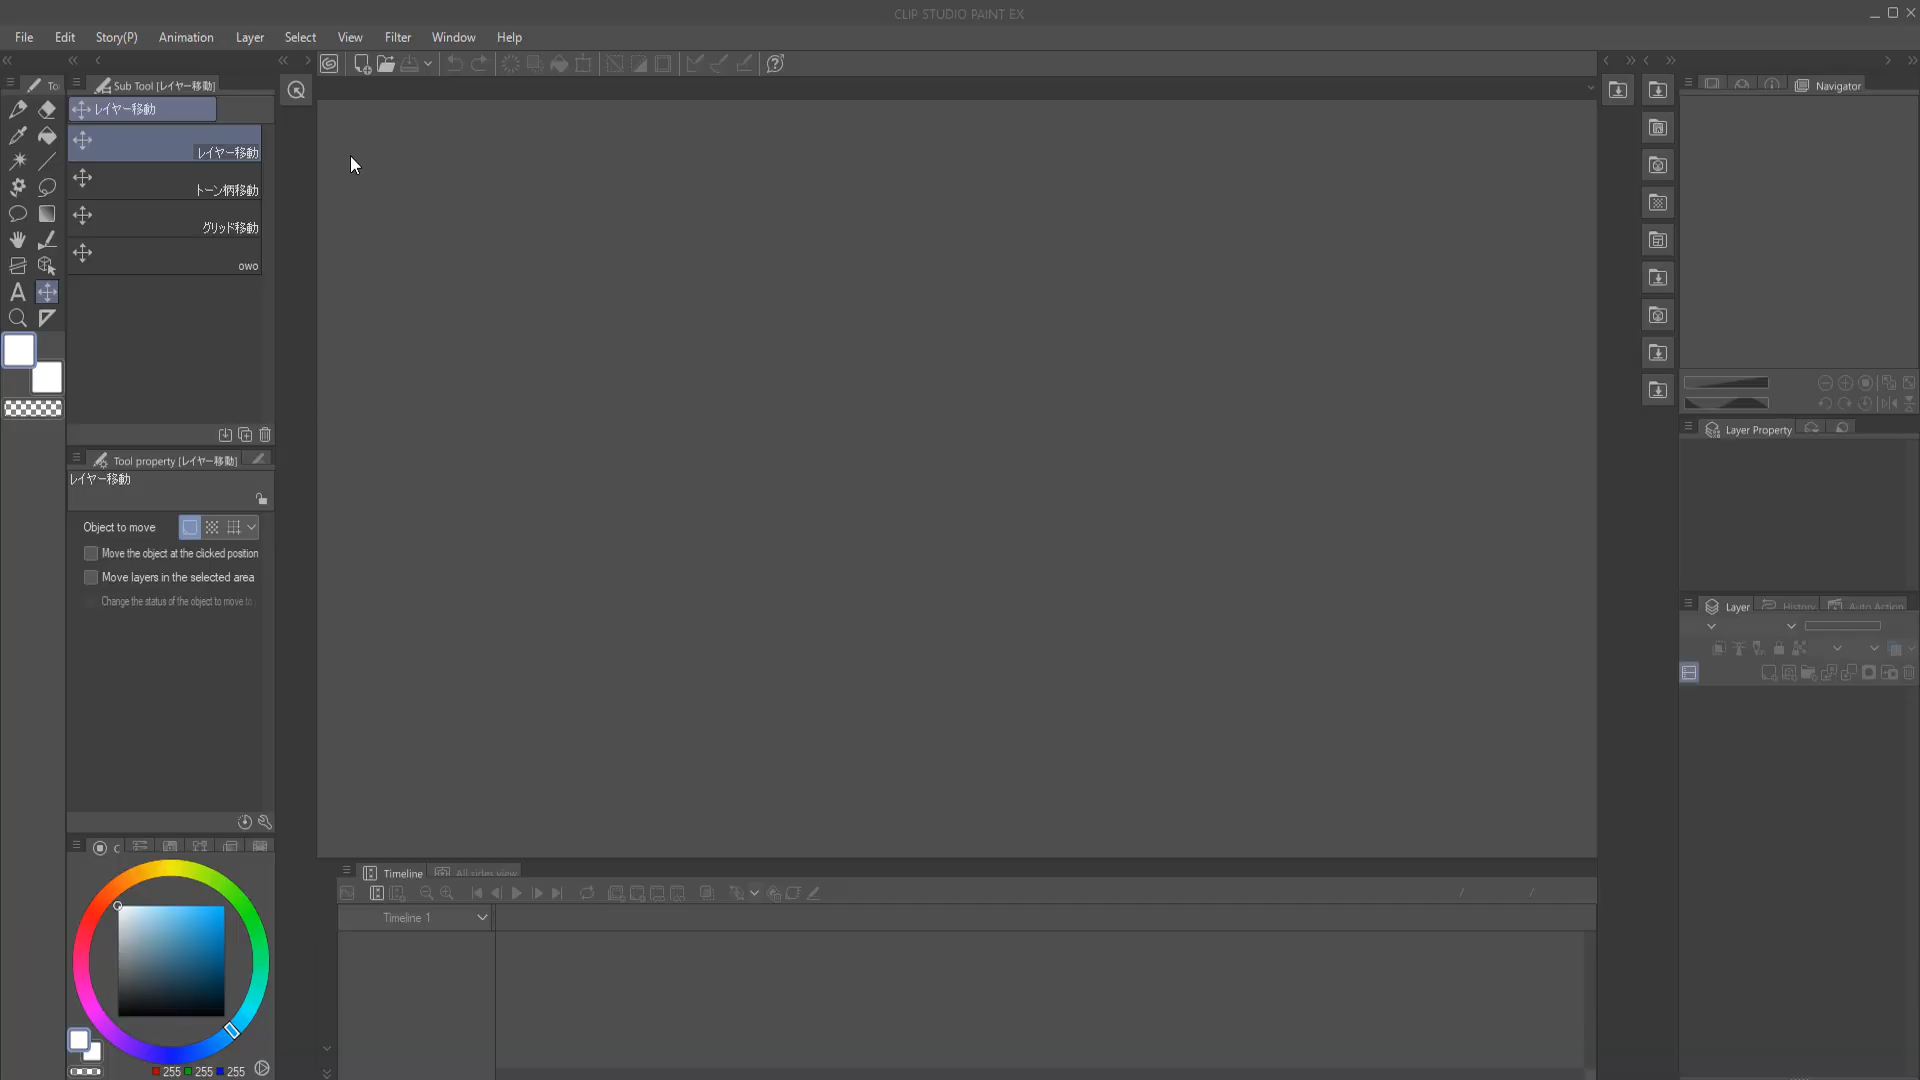 CLIP STUDIO PAINT EX
File Edit Story(P) Animation Layer Select View Filter Window Help
Sub Tool [レイヤー移動]
レイヤー移動
レイヤー移動
トーン柄移動
グリッド移動
owo
Tool property [レイヤー移動]
レイヤー移動
Object to move
Move the object at the clicked position
Move layers in the selected area
Change the status of the object to move to
C
255 255 255
Timeline All sides view
/ /
Timeline 1
Navigator
Layer Property
Layer History Auto Action